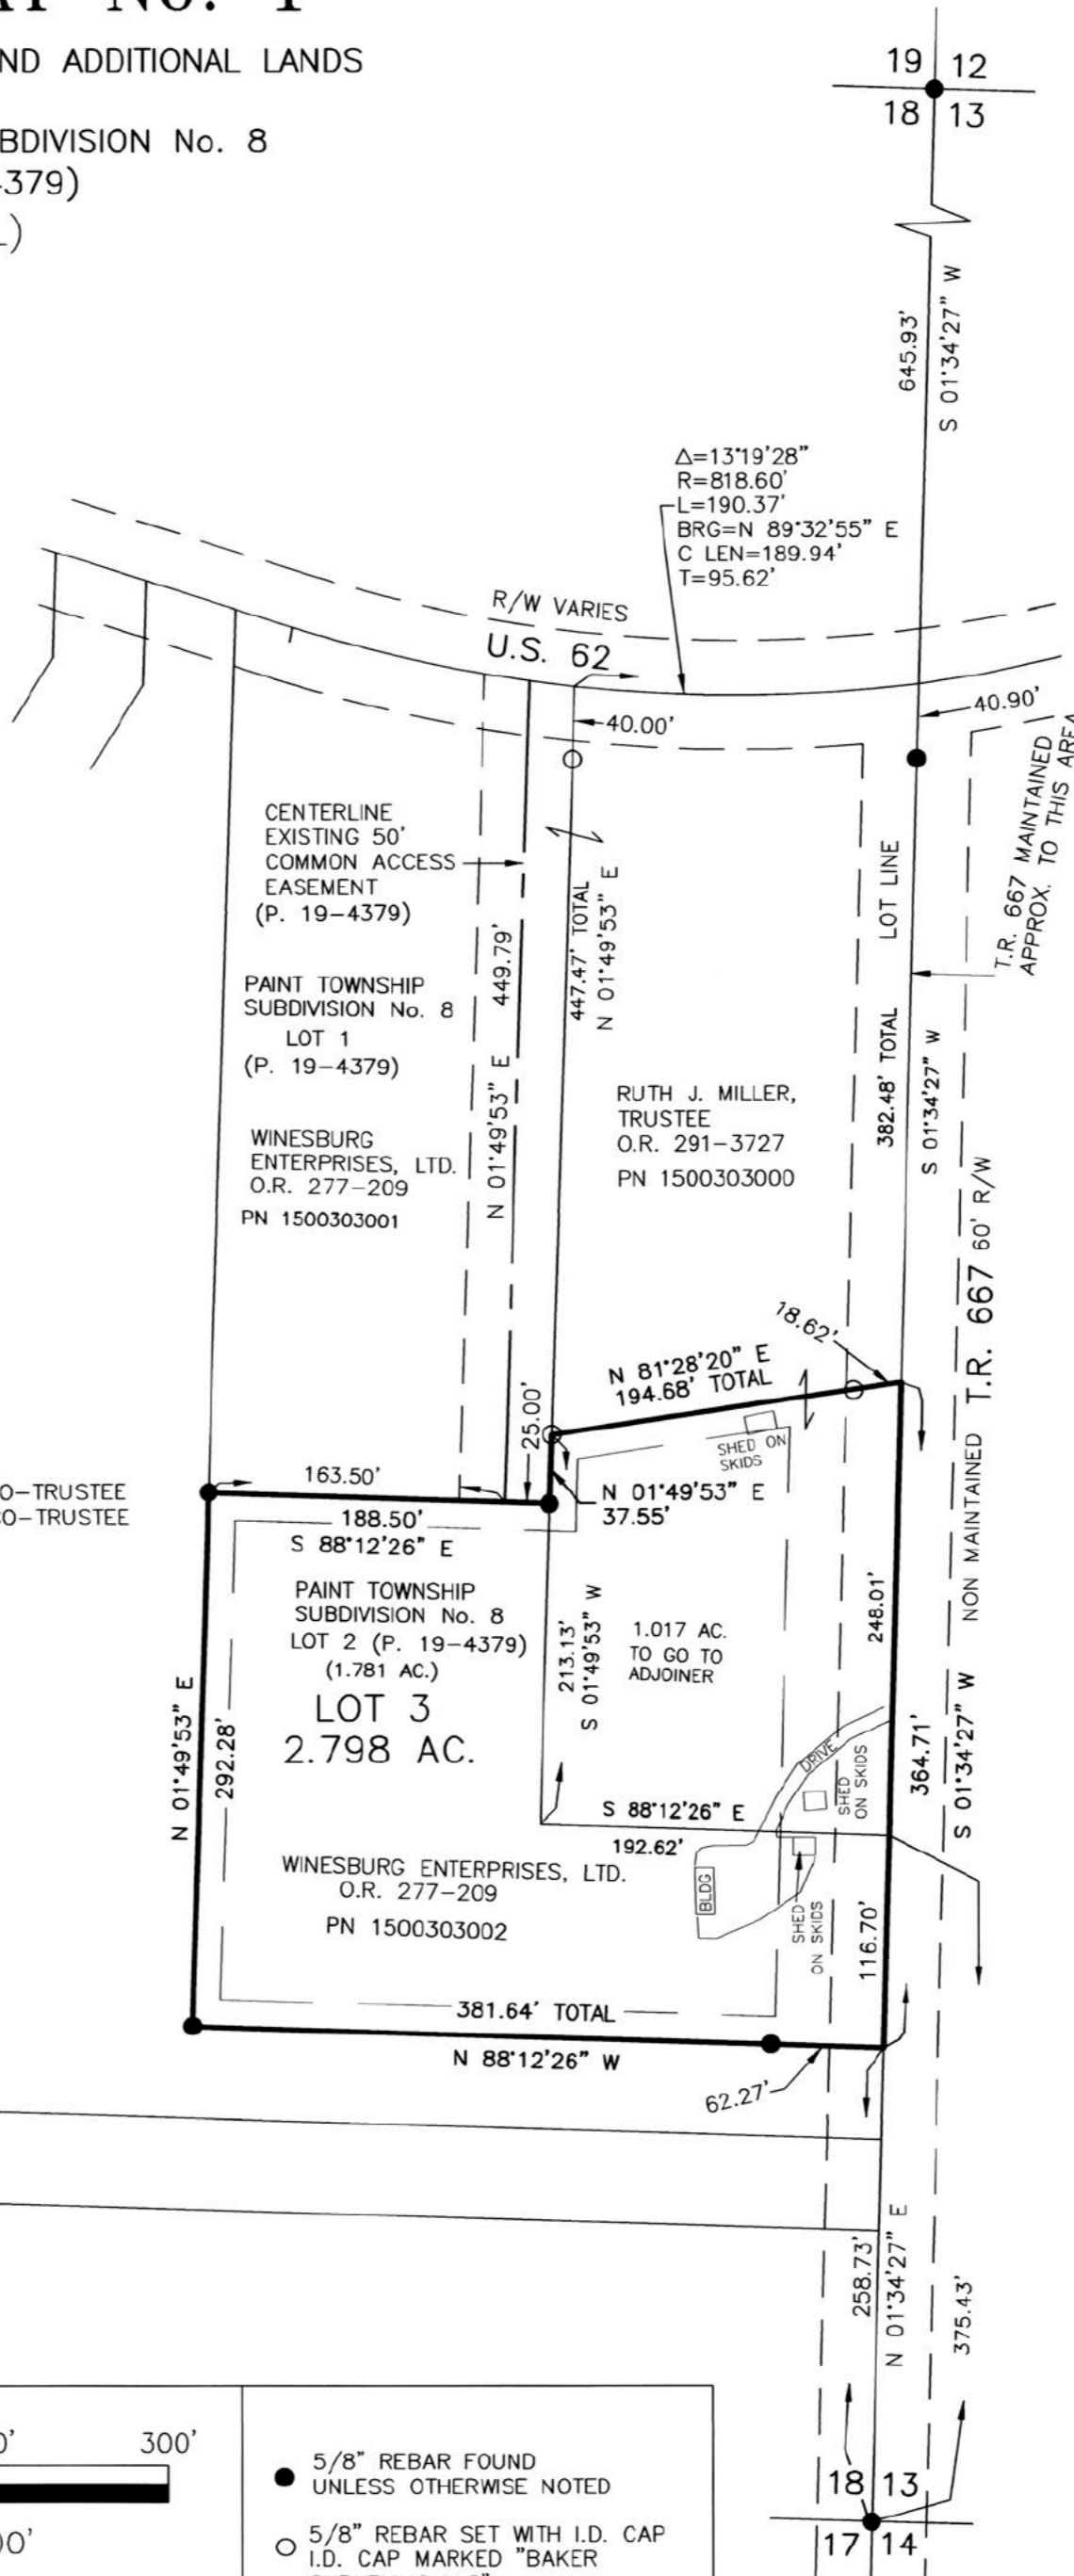 No. 1
ND ADDITIONAL LANDS
BDIVISION No. 8
4379)
19 12
18 13
645.93'
S 01°34'27" W
Δ=13°19'28"
R=818.60'
L=190.37'
BRG=N 89°32'55" E
C LEN=189.94'
T=95.62'
R/W VARIES
U.S. 62
40.00'
40.90'
T.R. 667 MAINTAINED
APPROX. TO THIS AREA
CENTERLINE
EXISTING 50'
COMMON ACCESS
EASEMENT
(P. 19-4379)
449.79'
N 01°49'53" E
447.47' TOTAL
N 01°49'53" E
LOT LINE
382.48' TOTAL
S 01°34'27" W
PAINT TOWNSHIP
SUBDIVISION No. 8
LOT 1
(P. 19-4379)
WINESBURG
ENTERPRISES, LTD.
O.R. 277-209
PN 1500303001
RUTH J. MILLER,
TRUSTEE
O.R. 291-3727
PN 1500303000
NON MAINTAINED T.R. 667 60' R/W
18.62'
N 81°28'20" E
194.68' TOTAL
25.00'
SHED ON
SKIDS
O-TRUSTEE
CO-TRUSTEE
163.50'
188.50'
S 88°12'26" E
N 01°49'53" E
37.55'
PAINT TOWNSHIP
SUBDIVISION No. 8
LOT 2 (P. 19-4379)
(1.781 AC.)
LOT 3
2.798 AC.
213.13'
S 01°49'53" W
1.017 AC.
TO GO TO
ADJOINER
248.01'
N 01°49'53" E
292.28'
364.71'
S 01°34'27" W
DRIVE
SHED
ON SKIDS
S 88°12'26" E
192.62'
WINESBURG ENTERPRISES, LTD.
O.R. 277-209
PN 1500303002
BLDG
SHED
ON SKIDS
116.70'
381.64' TOTAL
N 88°12'26" W
62.27'
258.73'
N 01°34'27" E
375.43'
300'
5/8" REBAR FOUND
UNLESS OTHERWISE NOTED
5/8" REBAR SET WITH I.D. CAP
I.D. CAP MARKED "BAKER
18 13
17 14